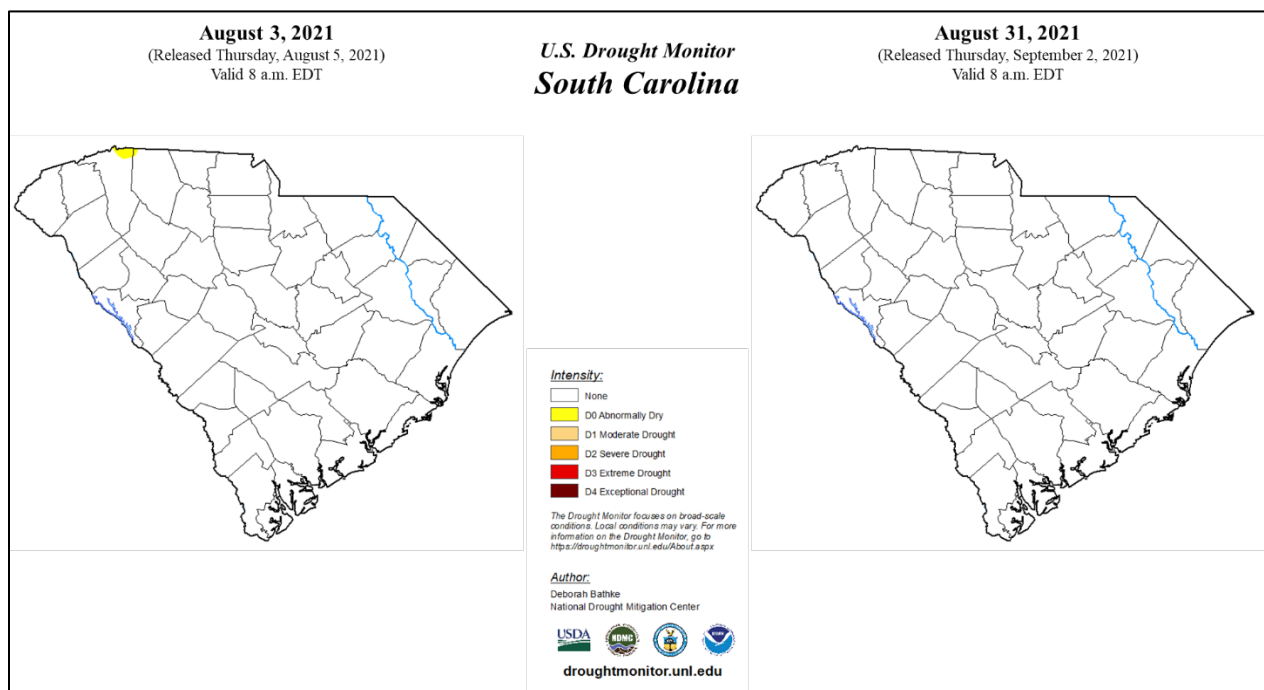 August 3, 2021
(Released Thursday, August 5, 2021)
Valid 8 a.m. EDT
U.S. Drought Monitor
South Carolina
August 31, 2021
(Released Thursday, September 2, 2021)
Valid 8 a.m. EDT
Intensity:
None
D0 Abnormally Dry
D1 Moderate Drought
D2 Severe Drought
D3 Extreme Drought
D4 Exceptional Drought
The Drought Monitor focuses on broad-scale
conditions. Local conditions may vary. For more
information on the Drought Monitor, go to
https://droughtmonitor.unl.edu/About.aspx
Author:
Deborah Bathke
National Drought Mitigation Center
USDA
NDMC
droughtmonitor.unl.edu